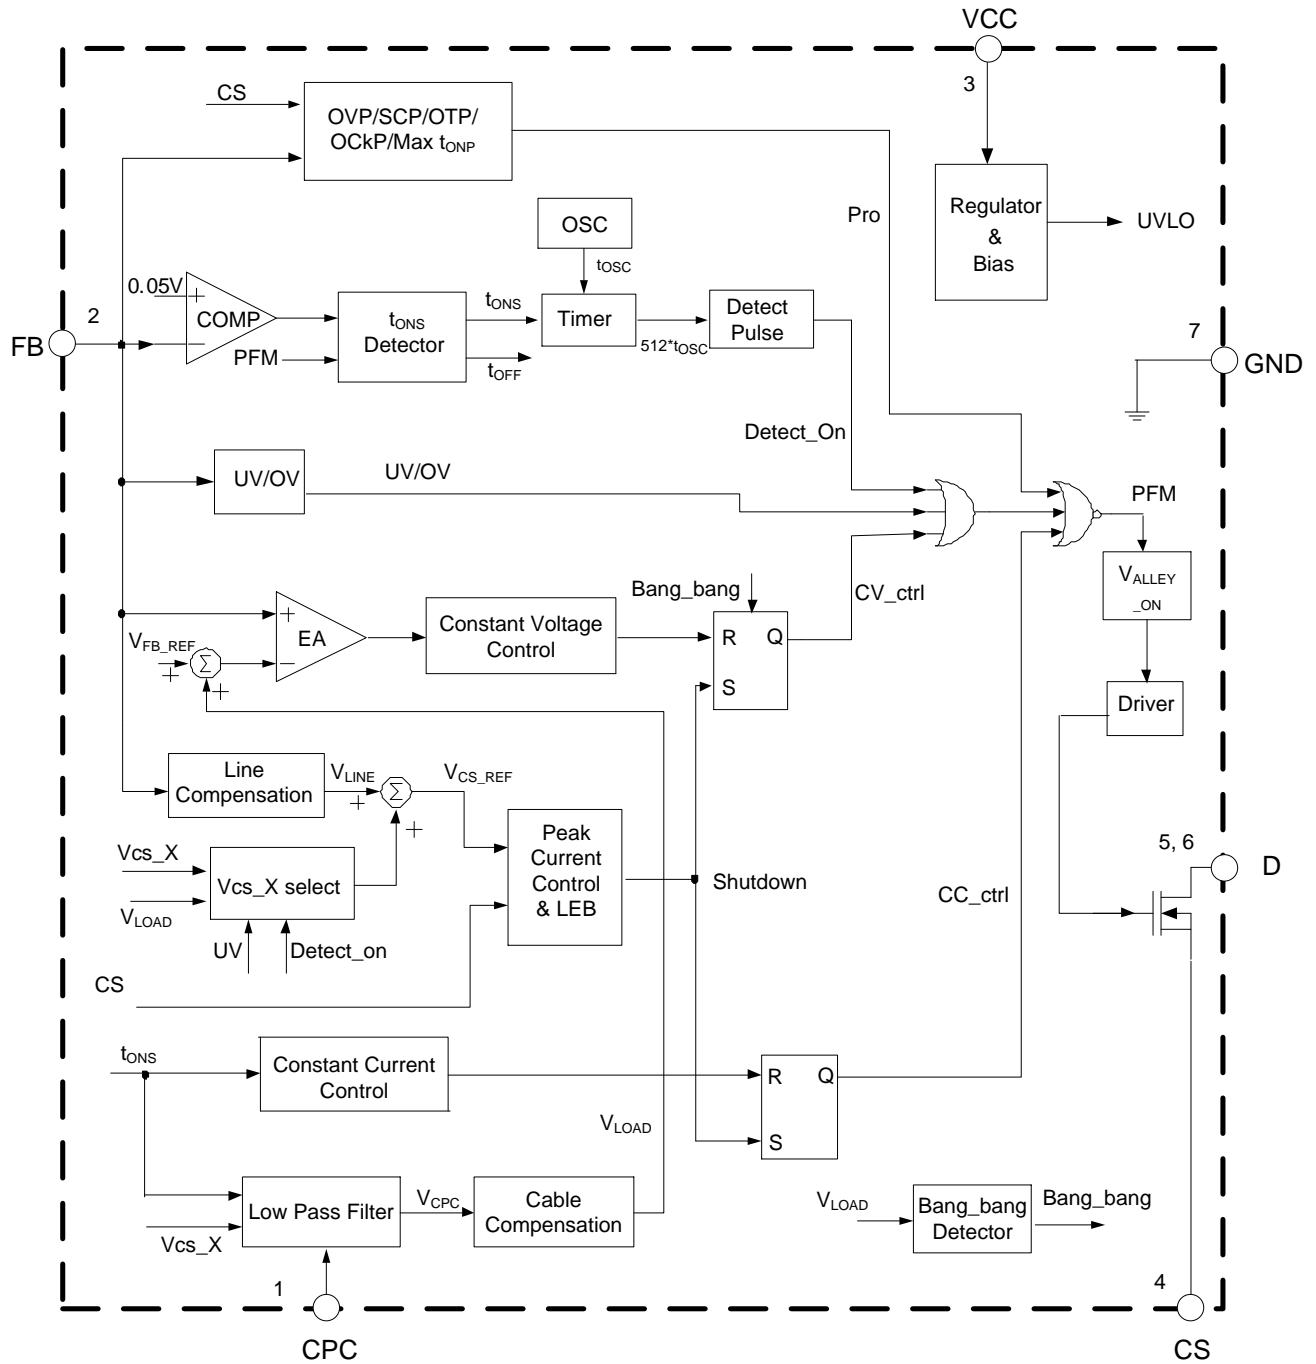 VCC
3
CS
OVP/SCP/OTP/
OCkP/Max tONP
Pro
Regulator
&
Bias
UVLO
OSC
tOSC
0.05V
+
COMP
−
PFM
tONS
Detector
tONS
tOFF
Timer
512*tOSC
Detect
Pulse
2
FB
7
GND
Detect_On
UV/OV
UV/OV
PFM
VALLEY
_ON
Driver
Bang_bang
CV_ctrl
VFB_REF
+
Σ
+
+
EA
−
Constant Voltage
Control
R
Q
S
Line
Compensation
VLINE
+
Σ
+
VCS_REF
Vcs_X
VLOAD
Vcs_X select
UV
Detect_on
Peak
Current
Control
& LEB
Shutdown
CC_ctrl
5, 6
D
CS
tONS
Constant Current
Control
R
Q
S
VLOAD
Low Pass Filter
Vcs_X
VCPC
Cable
Compensation
VLOAD
Bang_bang
Detector
Bang_bang
1
CPC
4
CS